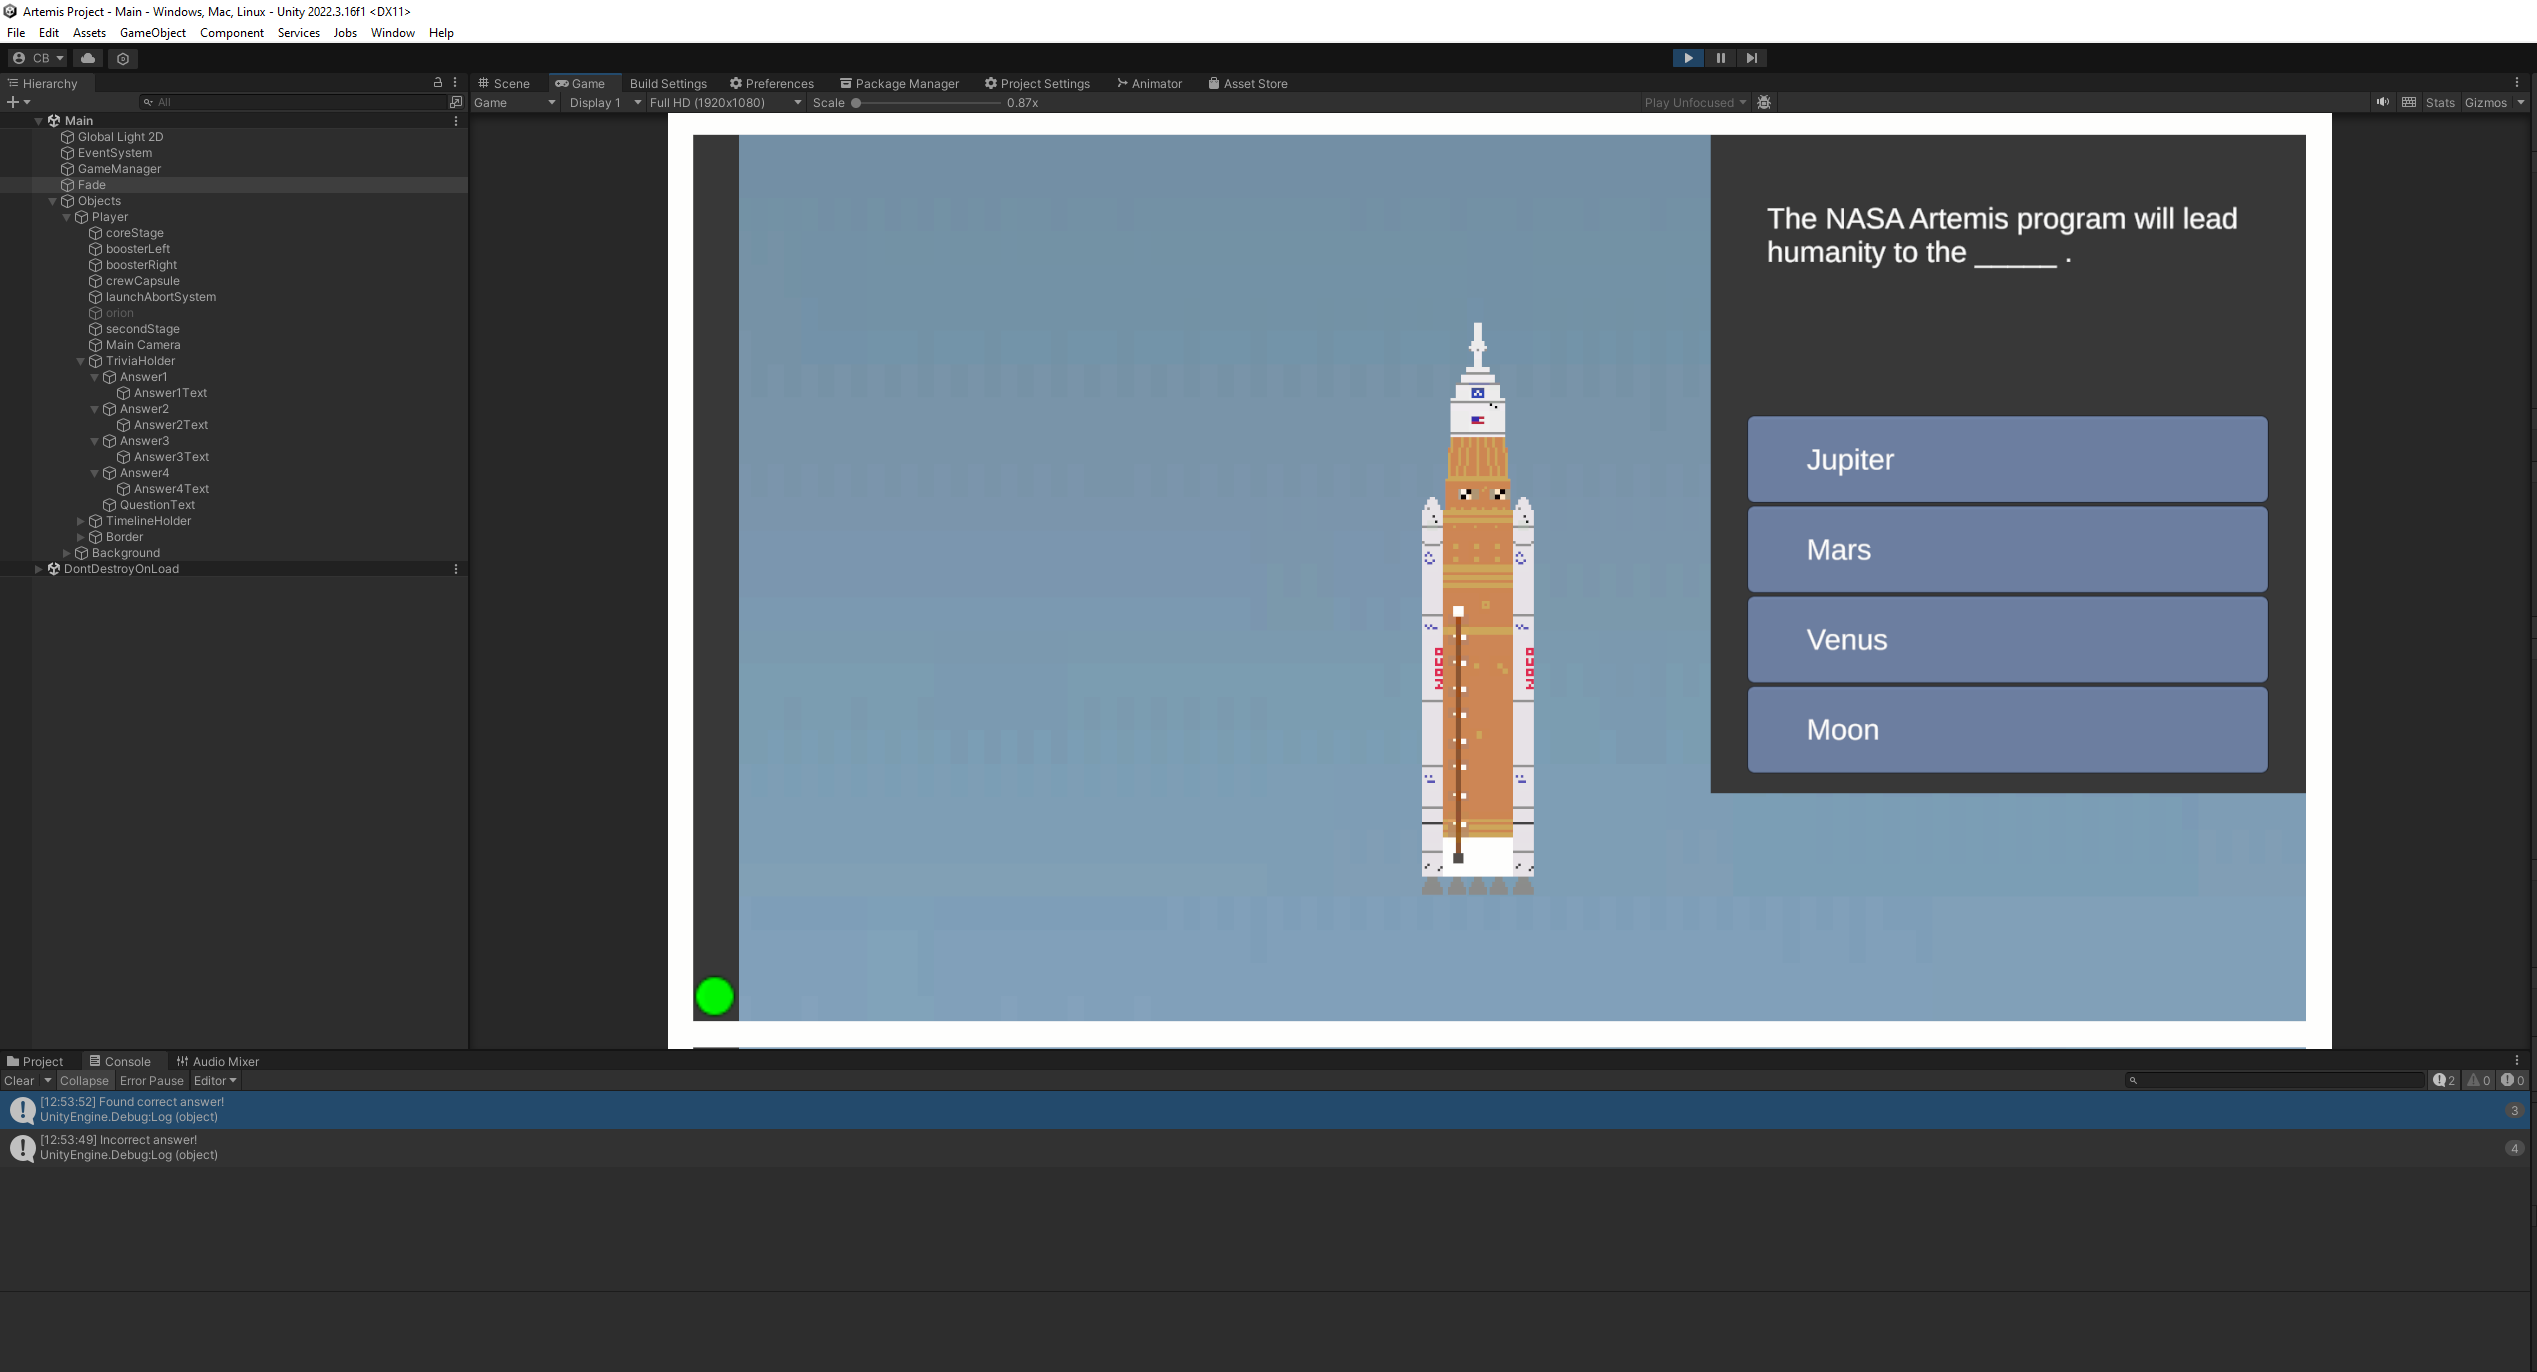 Artemis Project - Main - Windows, Mac, Linux - Unity 2022.3.16f1 <DX11>
File Edit Assets GameObject Component Services Jobs Window Help
CB
Hierarchy
All
Main
Global Light 2D
EventSystem
GameManager
Fade
Objects
Player
coreStage
boosterLeft
boosterRight
crewCapsule
launchAbortSystem
orion
secondStage
Main Camera
TriviaHolder
Answer1
Answer1Text
Answer2
Answer2Text
Answer3
Answer3Text
Answer4
Answer4Text
QuestionText
TimelineHolder
Border
Background
DontDestroyOnLoad
Scene Game Build Settings Preferences Package Manager Project Settings Animator Asset Store
Game Display 1 Full HD (1920x1080) Scale 0.87x Play Unfocused Stats Gizmos
The NASA Artemis program will lead
humanity to the _____ .
Jupiter
Mars
Venus
Moon
Project Console Audio Mixer
Clear Collapse Error Pause Editor 2 0 0
[12:53:52] Found correct answer!
UnityEngine.Debug:Log (object)
3
[12:53:49] Incorrect answer!
UnityEngine.Debug:Log (object)
4